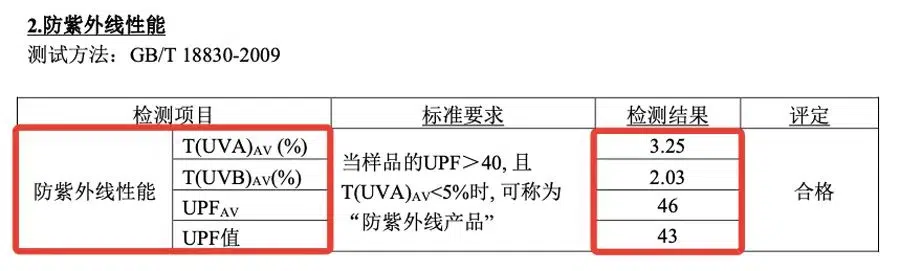 2.防紫外线性能
测试方法：GB/T 18830-2009
检测项目 标准要求 检测结果 评定
防紫外线性能
T(UVA)AV (%) 3.25
T(UVB)AV(%) 2.03
UPFAV 46
UPF值 43
当样品的UPF＞40, 且
T(UVA)AV<5%时, 可称为
“防紫外线产品”
合格